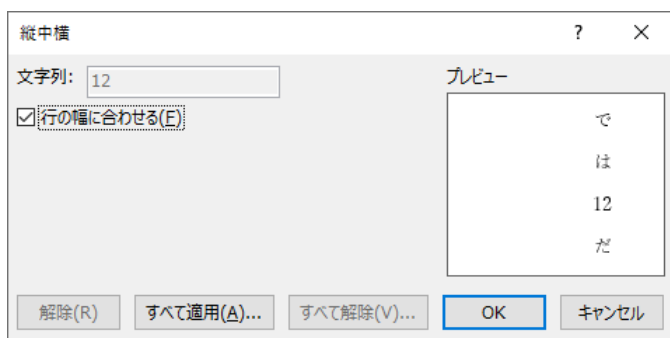 縦中横
? ×
文字列: 12
プレビュー
行の幅に合わせる(F)
で
は
12
だ
解除(R) すべて適用(A)... すべて解除(V)... OK キャンセル